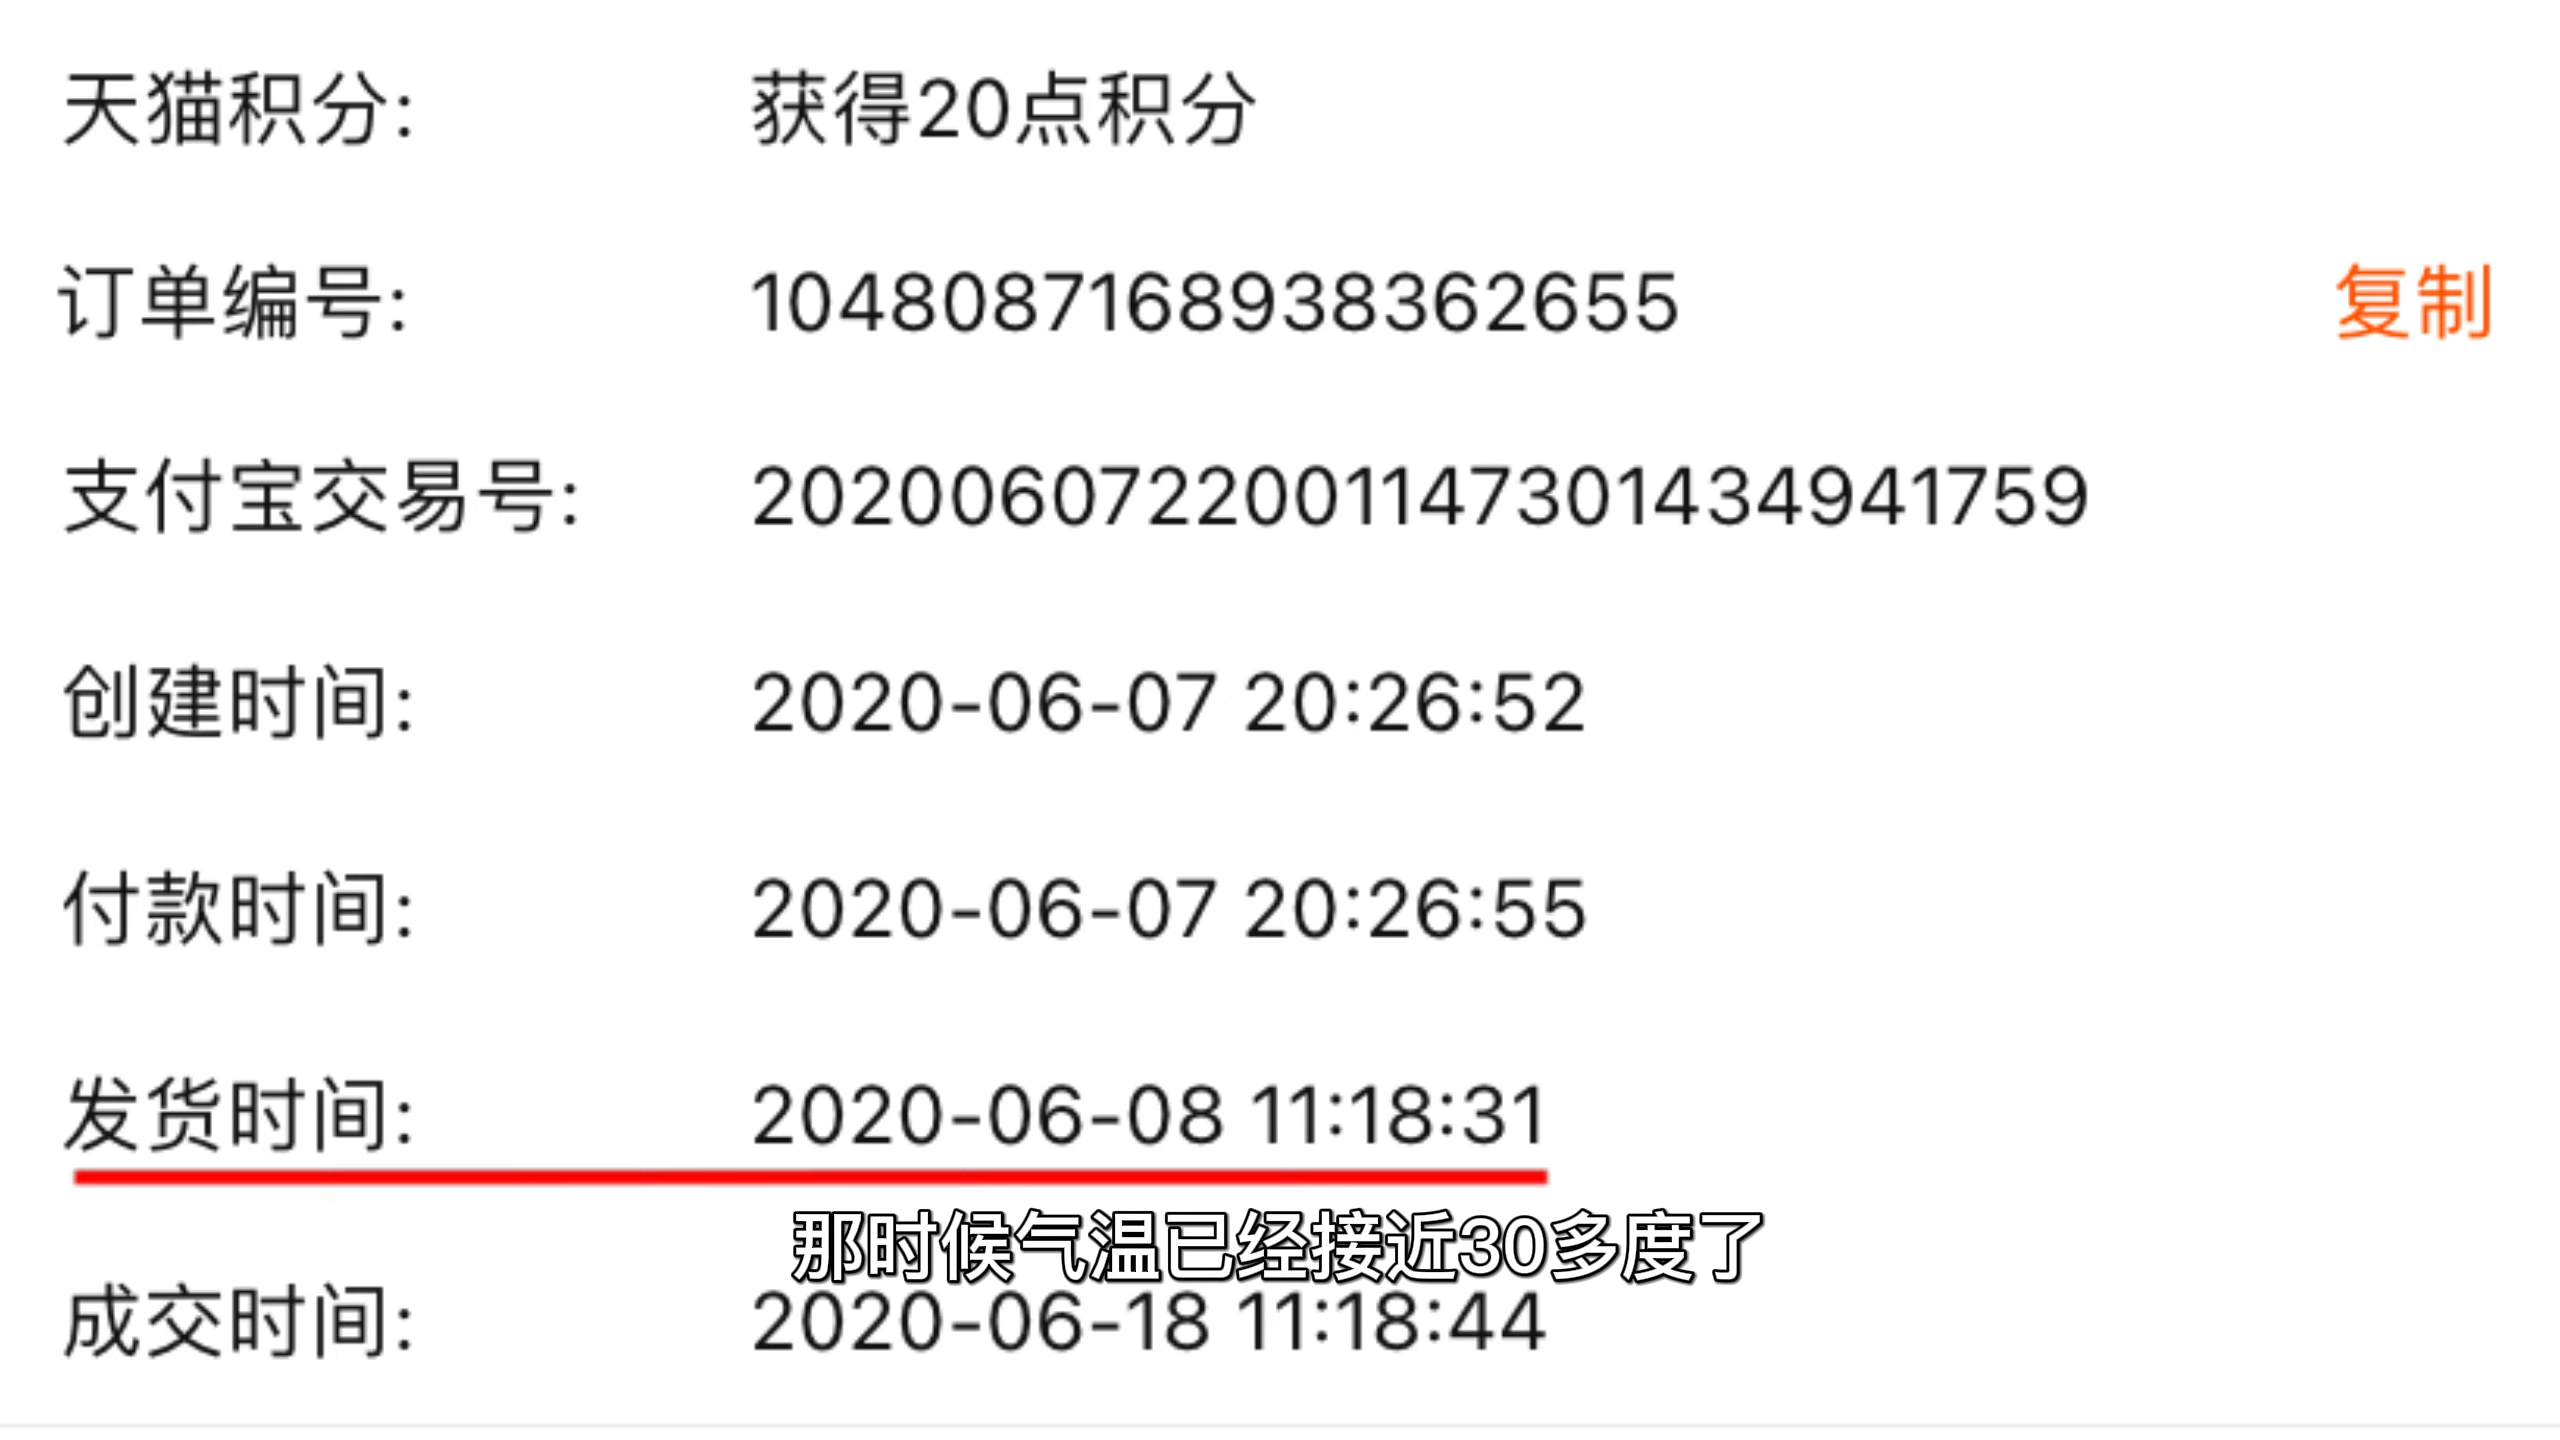 天猫积分: 获得20点积分
订单编号: 1048087168938362655 复制
支付宝交易号: 2020060722001147301434941759
创建时间: 2020-06-07 20:26:52
付款时间: 2020-06-07 20:26:55
发货时间: 2020-06-08 11:18:31
那时候气温已经接近30多度了
成交时间: 2020-06-18 11:18:44